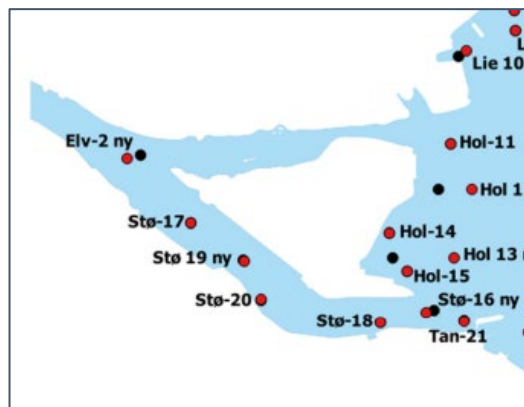 Lie 10
Elv-2 ny
Hol-11
Hol 1
Stø-17
Hol-14
Stø 19 ny
Hol 13
Hol-15
Stø-20
Stø-16 ny
Stø-18
Tan-21